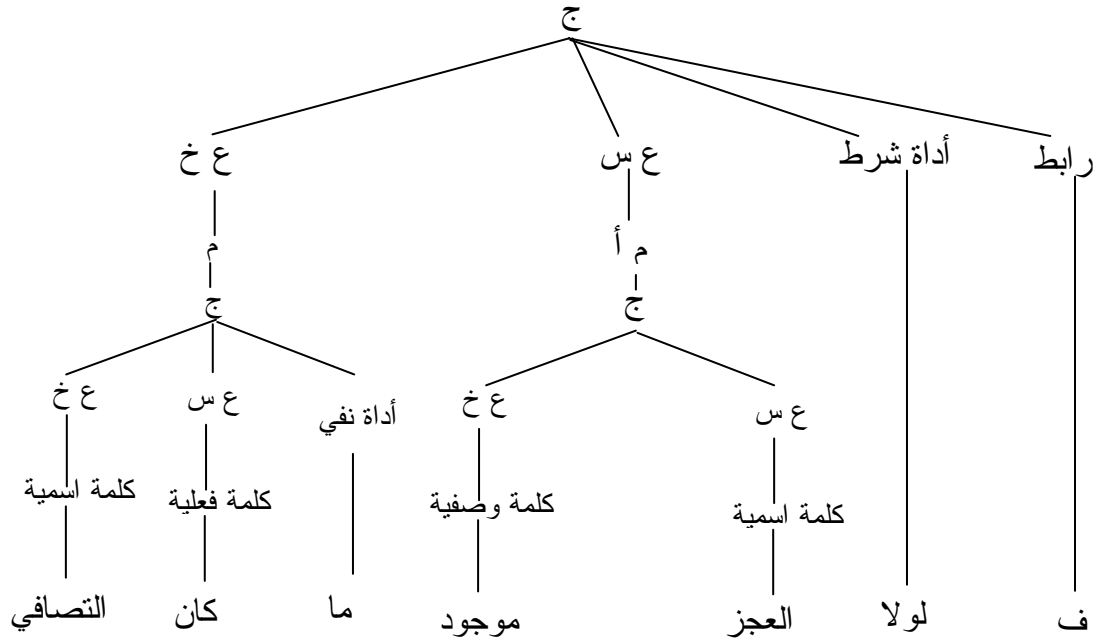 ج
رابط أداة شرط ع س ع خ
م أ م
ج ج
ع س ع خ أداة نفي ع س ع خ
كلمة اسمية كلمة وصفية كلمة فعلية كلمة اسمية
ف لولا العجز موجود ما كان التصافي